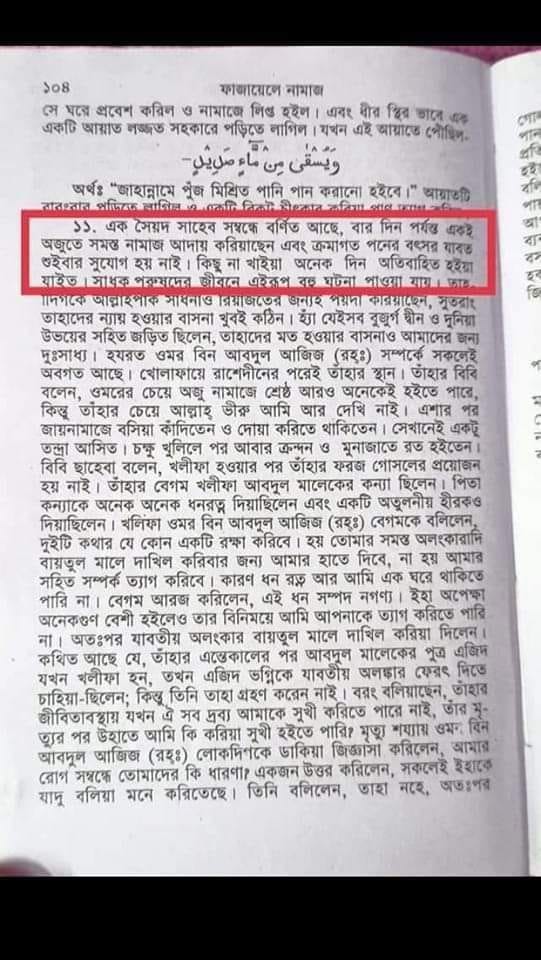 ১০৪ ফাজায়েলে নামাজ
সে ঘরে প্রবেশ করিল ও নামাজে লিপ্ত হইল। এবং ধীর স্থির ভাবে এক
একটি আয়াত লজ্জত সহকারে পড়িতে লাগিল। যখন এই আয়াতে পৌঁছিল-
وَيُسْقٰى مِنْ مَّاءٍ صَدِيْدٍ-
অর্থঃ "জাহান্নামে পুঁজ মিশ্রিত পানি পান করানো হইবে।" আয়াতটি
বারংবার পড়িতে লাগিল ও একটি বিকট চীৎকার করিয়া প্রাণ ত্যাগ করিল
১১. এক সৈয়দ সাহেব সম্বন্ধে বর্ণিত আছে, বার দিন পর্যন্ত একই
অজুতে সমস্ত নামাজ আদায় করিয়াছেন এবং ক্রমাগত পনের বৎসর যাবত
শুইবার সুযোগ হয় নাই। কিছু না খাইয়া অনেক দিন অতিবাহিত হইয়া
যাইত। সাধক পুরুষদের জীবনে এইরূপ বহু ঘটনা পাওয়া যায়। তাহা-
দিগকে আল্লাহপাক সাধনাও রিয়াজতের জন্যই পয়দা করিয়াছেন, সুতরাং
তাহাদের ন্যায় হওয়ার বাসনা খুবই কঠিন। হ্যাঁ যেইসব বুজুর্গ দ্বীন ও দুনিয়া
উভয়ের সহিত জড়িত ছিলেন, তাহাদের মত হওয়ার বাসনাও আমাদের জন্য
দুঃসাধ্য। হযরত ওমর বিন আবদুল আজিজ (রহঃ) সম্পর্কে সকলেই
অবগত আছে। খোলাফায়ে রাশেদীনের পরেই তাঁহার স্থান। তাঁহার বিবি
বলেন, ওমরের চেয়ে অজু নামাজে শ্রেষ্ঠ আরও অনেকেই হইতে পারে,
কিন্তু তাঁহার চেয়ে আল্লাহ্ ভীরু আমি আর দেখি নাই। এশার পর
জায়নামাজে বসিয়া কাঁদিতেন ও দোয়া করিতে থাকিতেন। সেখানেই একটু
তন্দ্রা আসিত। চক্ষু খুলিলে পর আবার ক্রন্দন ও মুনাজাতে রত হইতেন।
বিবি ছাহেবা বলেন, খলীফা হওয়ার পর তাঁহার ফরজ গোসলের প্রয়োজন
হয় নাই। তাঁহার বেগম খলীফা আবদুল মালেকের কন্যা ছিলেন। পিতা
কন্যাকে অনেক অনেক ধনরত্ন দিয়াছিলেন এবং একটি অতুলনীয় হীরকও
দিয়াছিলেন। খলিফা ওমর বিন আবদুল আজিজ (রহঃ) বেগমকে বলিলেন,
দুইটি কথার যে কোন একটি রক্ষা করিবে। হয় তোমার সমস্ত অলংকারাদি
বায়তুল মালে দাখিল করিবার জন্য আমার হাতে দিবে, না হয় আমার
সহিত সম্পর্ক ত্যাগ করিবে। কারণ ধন রত্ন আর আমি এক ঘরে থাকিতে
পারি না। বেগম আরজ করিলেন, এই ধন সম্পদ নগণ্য। ইহা অপেক্ষা
অনেকগুণ বেশী হইলেও তার বিনিময়ে আমি আপনাকে ত্যাগ করিতে পারি
না। অতঃপর যাবতীয় অলংকার বায়তুল মালে দাখিল করিয়া দিলেন।
কথিত আছে যে, তাঁহার এন্তেকালের পর আবদুল মালেকের পুত্র এজিদ
যখন খলীফা হন, তখন এজিদ ভগ্নিকে যাবতীয় অলঙ্কার ফেরৎ দিতে
চাহিয়া-ছিলেন; কিন্তু তিনি তাহা গ্রহণ করেন নাই। বরং বলিয়াছেন, তাঁহার
জীবিতাবস্থায় যখন ঐ সব দ্রব্য আমাকে সুখী করিতে পারে নাই, তাঁর মৃ-
ত্যুর পর উহাতে আমি কি করিয়া সুখী হইতে পারি? মৃত্যু শয্যায় ওমর বিন
আবদুল আজিজ (রহঃ) লোকদিগকে ডাকিয়া জিজ্ঞাসা করিলেন, আমার
রোগ সম্বন্ধে তোমাদের কি ধারণা? একজন উত্তর করিলেন, সকলেই ইহাকে
যাদু বলিয়া মনে করিতেছে। তিনি বলিলেন, তাহা নহে, অতঃপর